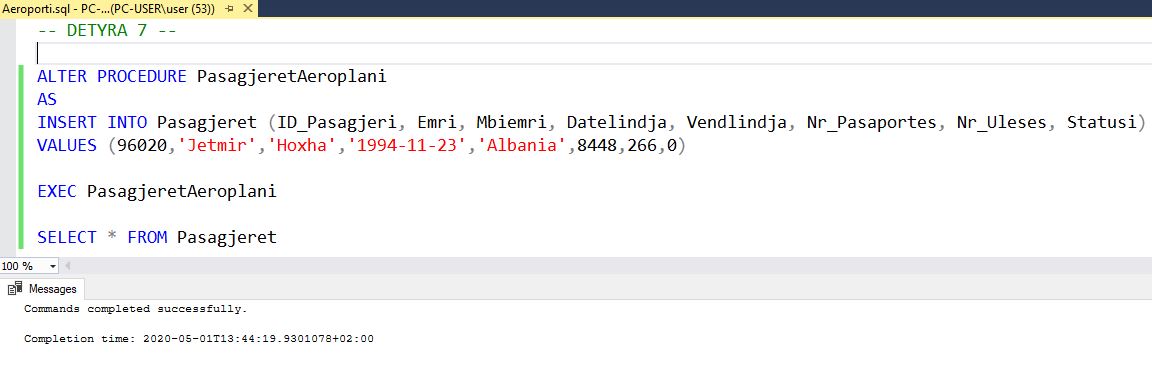 Aeroporti.sql - PC-...(PC-USER\user (53))
-- DETYRA 7 --
ALTER PROCEDURE PasagjeretAeroplani
AS
INSERT INTO Pasagjeret (ID_Pasagjeri, Emri, Mbiemri, Datelindja, Vendlindja, Nr_Pasaportes, Nr_Uleses, Statusi)
VALUES (96020,'Jetmir','Hoxha','1994-11-23','Albania',8448,266,0)
EXEC PasagjeretAeroplani
SELECT * FROM Pasagjeret
100 %
Messages
Commands completed successfully.
Completion time: 2020-05-01T13:44:19.9301078+02:00